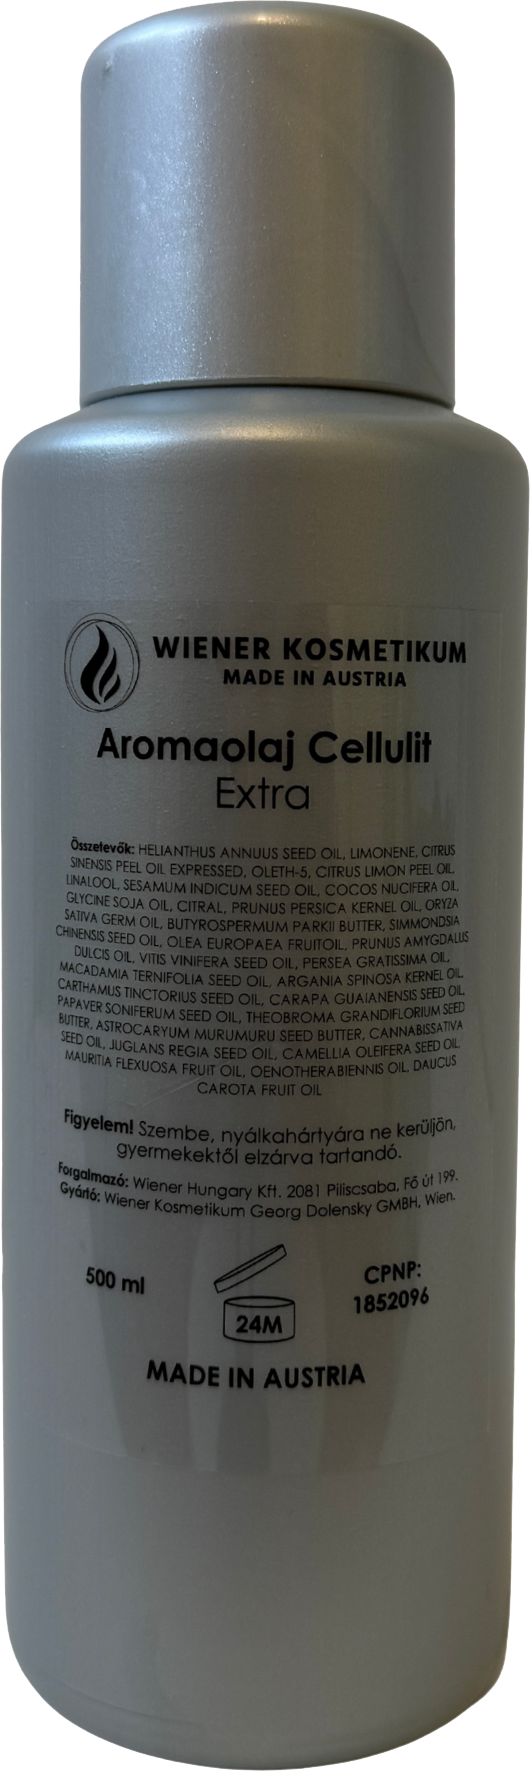 WIENER KOSMETIKUM
MADE IN AUSTRIA
Aromaolaj Cellulit
Extra
Összetevők: HELIANTHUS ANNUUS SEED OIL, LIMONENE, CITRUS
SINENSIS PEEL OIL EXPRESSED, OLETH-5, CITRUS LIMON PEEL OIL,
LINALOOL, SESAMUM INDICUM SEED OIL, COCOS NUCIFERA OIL,
GLYCINE SOJA OIL, CITRAL, PRUNUS PERSICA KERNEL OIL, ORYZA
SATIVA GERM OIL, BUTYROSPERMUM PARKII BUTTER, SIMMONDSIA
CHINENSIS SEED OIL, OLEA EUROPAEA FRUITOIL, PRUNUS AMYGDALUS
DULCIS OIL, VITIS VINIFERA SEED OIL, PERSEA GRATISSIMA OIL,
MACADAMIA TERNIFOLIA SEED OIL, ARGANIA SPINOSA KERNEL OIL,
CARTHAMUS TINCTORIUS SEED OIL, CARAPA GUAIANENSIS SEED OIL,
PAPAVER SONIFERUM SEED OIL, THEOBROMA GRANDIFLORIUM SEED
BUTTER, ASTROCARYUM MURUMURU SEED BUTTER, CANNABISSATIVA
SEED OIL, JUGLANS REGIA SEED OIL, CAMELLIA OLEIFERA SEED OIL,
MAURITIA FLEXUOSA FRUIT OIL, OENOTHERABIENNIS OIL, DAUCUS
CAROTA FRUIT OIL
Figyelem! Szembe, nyálkahártyára ne kerüljön,
gyermekektől elzárva tartandó.
Forgalmazó: Wiener Hungary Kft. 2081 Piliscsaba, Fő út 199.
Gyártó: Wiener Kosmetikum Georg Dolensky GMBH, Wien.
500 ml
24M
CPNP:
1852096
MADE IN AUSTRIA